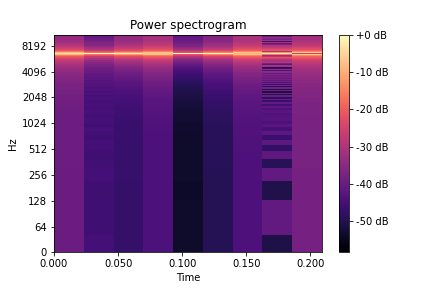 Power spectrogram
8192
4096
2048
1024
512
256
128
64
0
Hz
0.000 0.050 0.100 0.150 0.200
Time
+0 dB
-10 dB
-20 dB
-30 dB
-40 dB
-50 dB